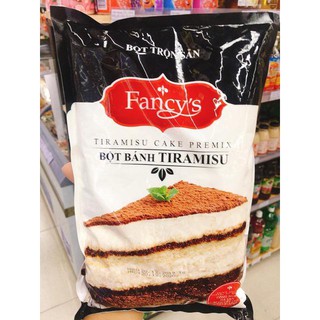 BỘT TRỘN SẴN
Fancy's
TIRAMISU CAKE PREMIX
BỘT BÁNH TIRAMISU